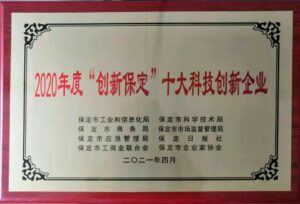 2020年度“创新保定”十大科技创新企业
保定市工业和信息化局 保定市科学技术局
保定市商务局 保定市市场监督管理局
保定市应急管理局 保定日报社
保定市工商业联合会 保定市企业家协会
二〇二一年四月